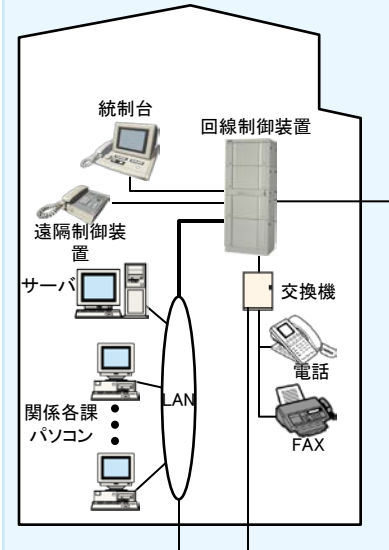 統制台
回線制御装置
遠隔制御装
置
サーバ
交換機
電話
LAN
関係各課
パソコン
FAX